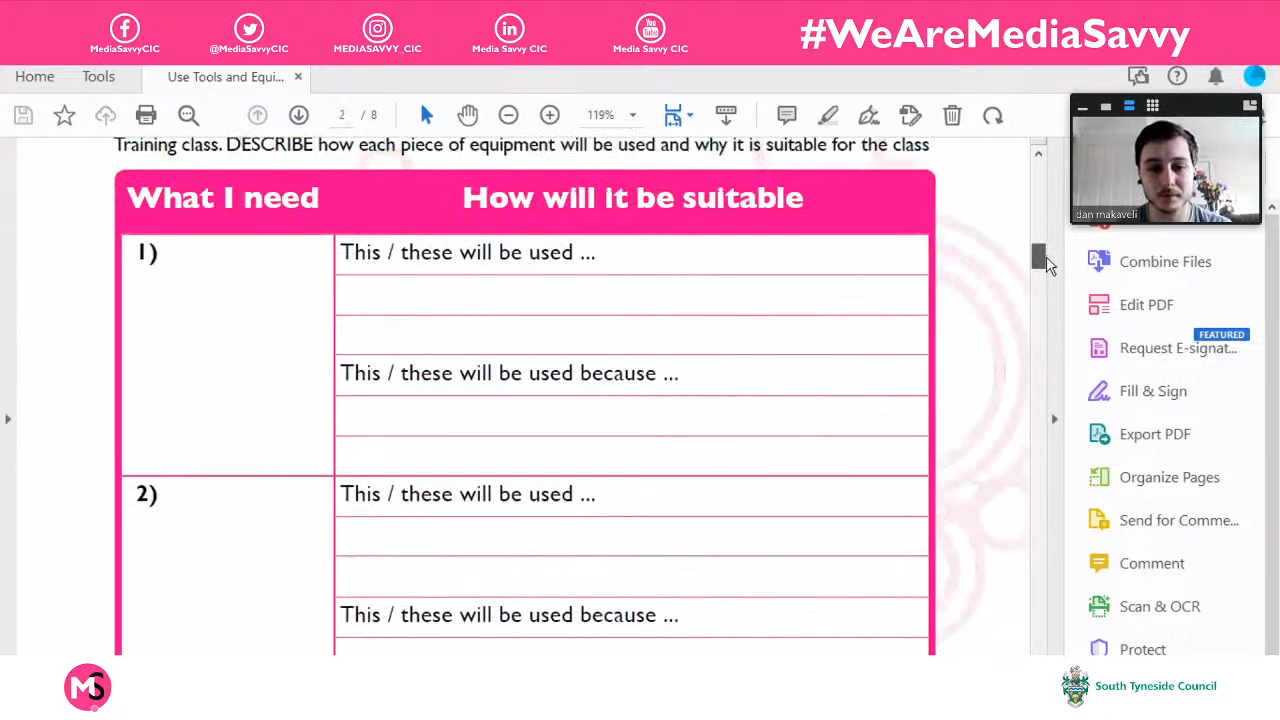 #WeAreMediaSavvy
MediaSavvyCIC
@MediaSavvyCIC
MEDIASAVVY_CIC
in
Media Savvy CIC
You
Tube
Media Savvy CIC
Home
Tools
Use Tools and Equi...
2 / 8
119%
Training class. DESCRIBE how each piece of equipment will be used and why it is suitable for the class
What I need
How will it be suitable
1)
This / these will be used ...
This / these will be used because ...
2)
This / these will be used ...
This / these will be used because ...
dan makaveli
Combine Files
Edit PDF
FEATURED
Request E-signat...
Fill & Sign
Export PDF
Organize Pages
Send for Comme...
Comment
Scan & OCR
Protect
MS
South Tyneside Council